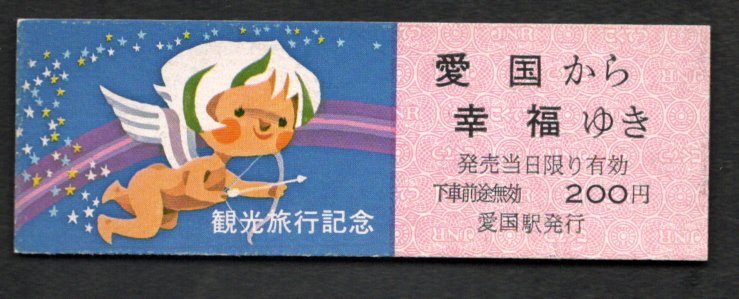 観光旅行記念
愛国から
幸福ゆき
発売当日限り有効
下車前途無効 200円
愛国駅発行